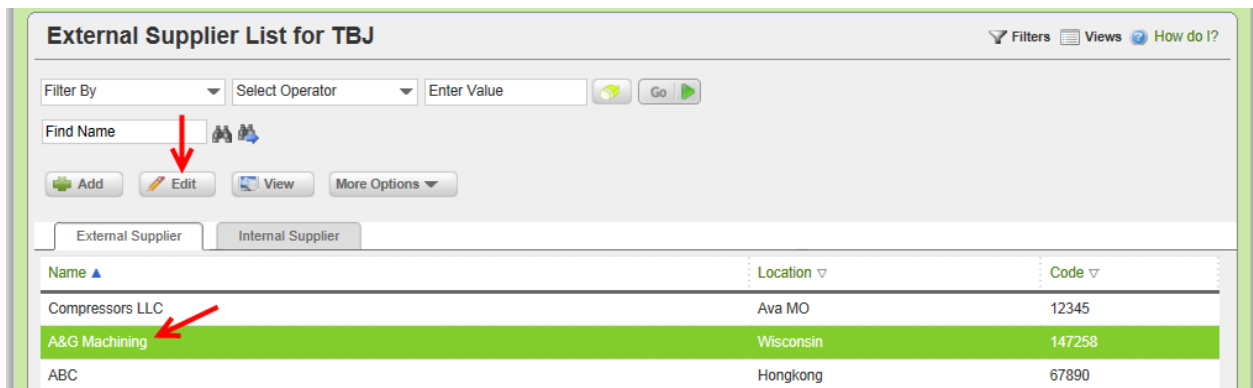 External Supplier List for TBJ
Filters Views How do I?
Filter By Select Operator Enter Value Go
Find Name
Add Edit View More Options
External Supplier Internal Supplier
Name Location Code
Compressors LLC Ava MO 12345
A&G Machining Wisconsin 147258
ABC Hongkong 67890